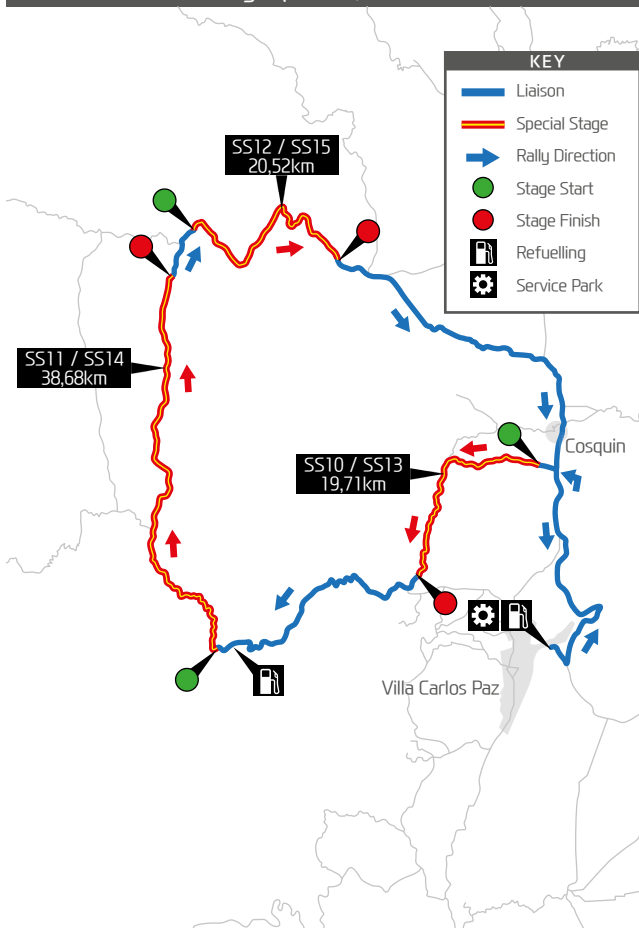 KEY
Liaison
Special Stage
Rally Direction
Stage Start
Stage Finish
Refuelling
Service Park
SS12 / SS15
20,52km
SS11 / SS14
38,68km
Cosquin
SS10 / SS13
19,71km
Villa Carlos Paz